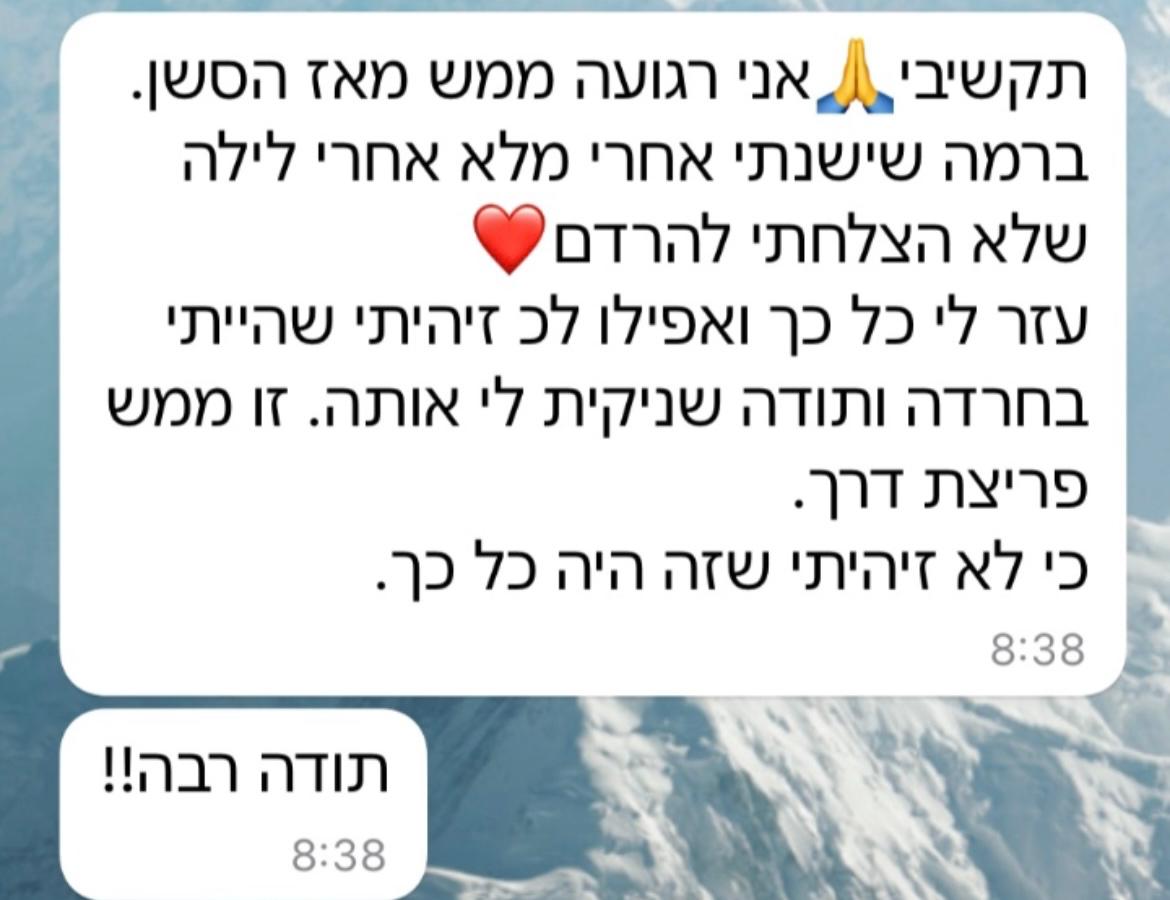 תקשיבי🙏אני רגועה ממש מאז הסשן.
ברמה שישנתי אחרי מלא אחרי לילה
שלא הצלחתי להרדם❤️
עזר לי כל כך ואפילו לכ זיהיתי שהייתי
בחרדה ותודה שניקית לי אותה. זו ממש
פריצת דרך.
כי לא זיהיתי שזה היה כל כך.
8:38
תודה רבה!!
8:38